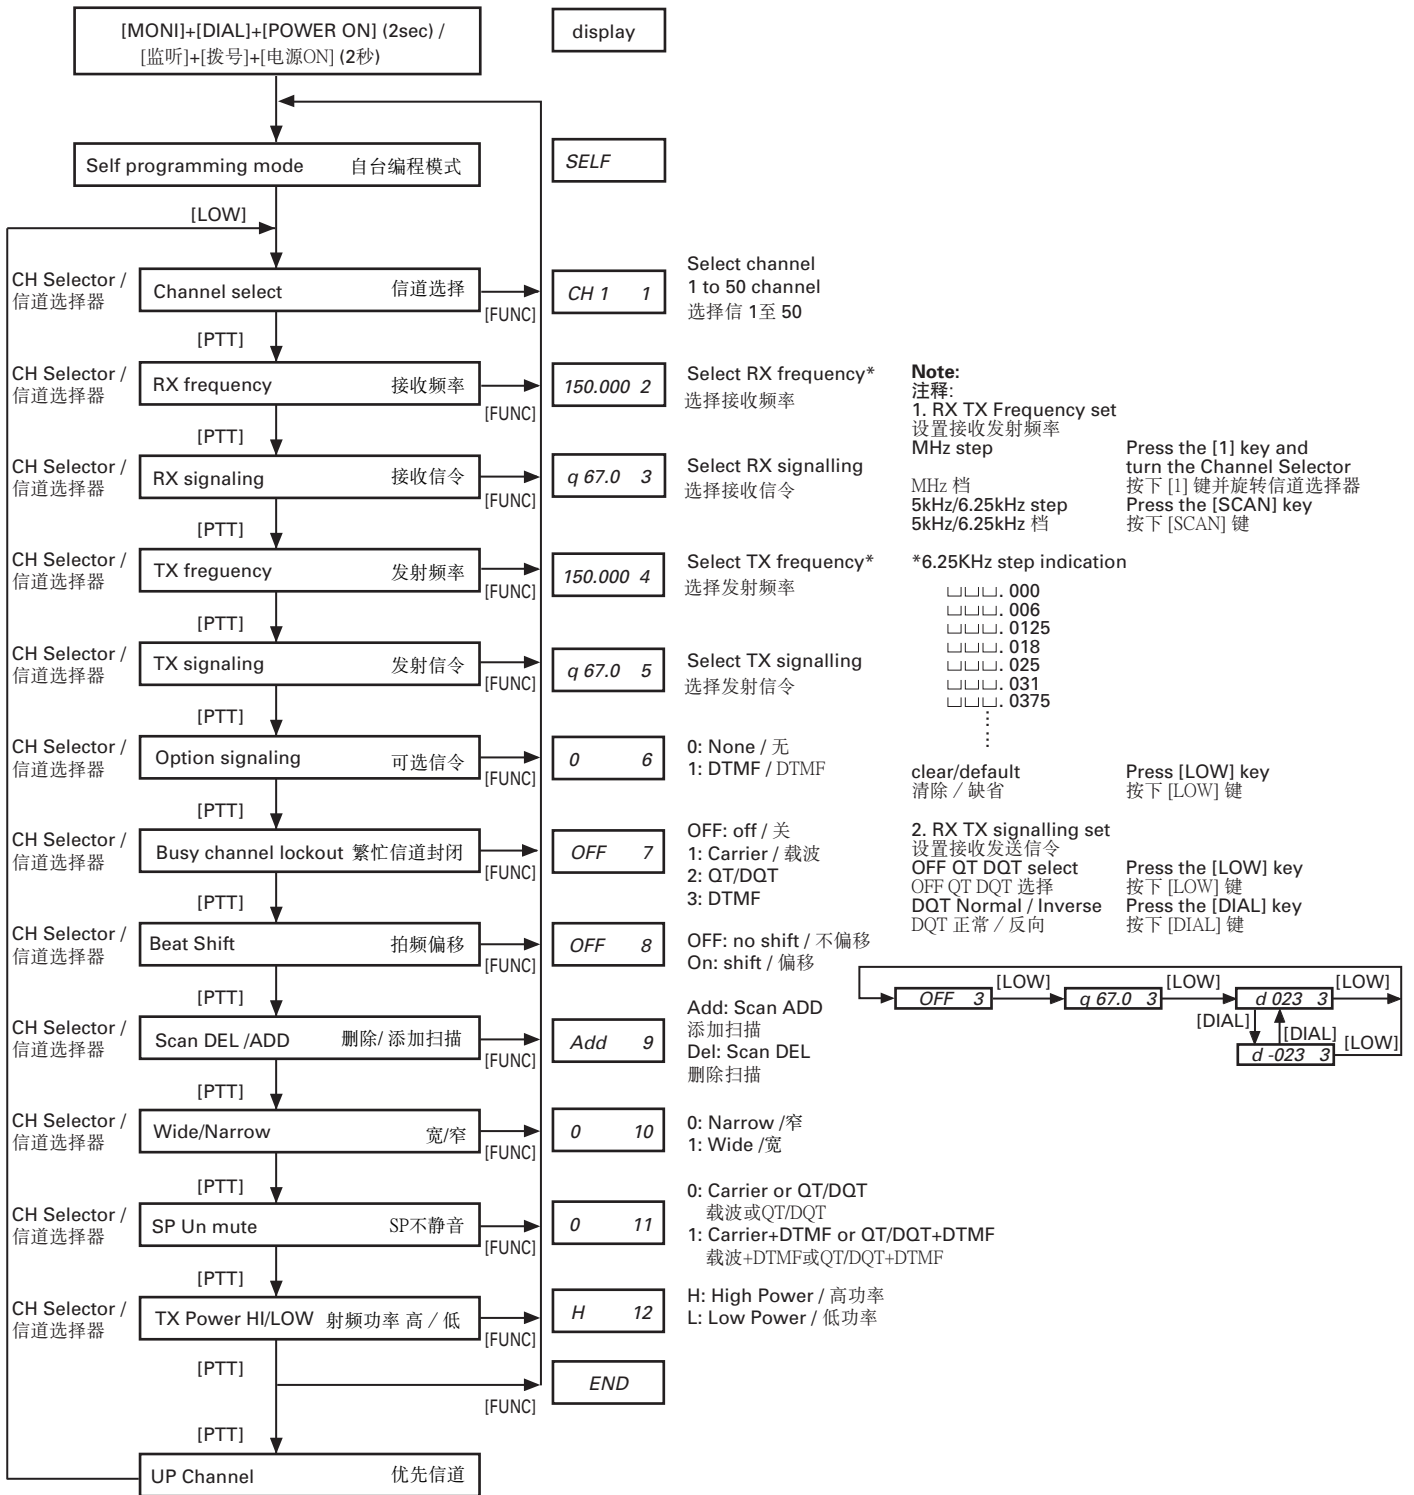 [MONI]+[DIAL]+[POWER ON] (2sec) /
[监听]+[拨号]+[电源ON] (2秒)
display
Self programming mode 自台编程模式
SELF
[LOW]
CH Selector /
信道选择器
Channel select 信道选择
[FUNC]
CH 1 1
Select channel
1 to 50 channel
选择信 1至 50
[PTT]
CH Selector /
信道选择器
RX frequency 接收频率
[FUNC]
150.000 2
Select RX frequency*
选择接收频率
[PTT]
CH Selector /
信道选择器
RX signaling 接收信令
[FUNC]
q 67.0 3
Select RX signalling
选择接收信令
[PTT]
CH Selector /
信道选择器
TX freguency 发射频率
[FUNC]
150.000 4
Select TX frequency*
选择发射频率
[PTT]
CH Selector /
信道选择器
TX signaling 发射信令
[FUNC]
q 67.0 5
Select TX signalling
选择发射信令
[PTT]
CH Selector /
信道选择器
Option signaling 可选信令
[FUNC]
0 6
0: None / 无
1: DTMF / DTMF
[PTT]
CH Selector /
信道选择器
Busy channel lockout 繁忙信道封闭
[FUNC]
OFF 7
OFF: off / 关
1: Carrier / 载波
2: QT/DQT
3: DTMF
[PTT]
CH Selector /
信道选择器
Beat Shift 拍频偏移
[FUNC]
OFF 8
OFF: no shift / 不偏移
On: shift / 偏移
[PTT]
CH Selector /
信道选择器
Scan DEL /ADD 删除/ 添加扫描
[FUNC]
Add 9
Add: Scan ADD
添加扫描
Del: Scan DEL
删除扫描
[PTT]
CH Selector /
信道选择器
Wide/Narrow 宽/窄
[FUNC]
0 10
0: Narrow /窄
1: Wide /宽
[PTT]
CH Selector /
信道选择器
SP Un mute SP不静音
[FUNC]
0 11
0: Carrier or QT/DQT
载波或QT/DQT
1: Carrier+DTMF or QT/DQT+DTMF
载波+DTMF或QT/DQT+DTMF
[PTT]
CH Selector /
信道选择器
TX Power HI/LOW 射频功率 高 / 低
[FUNC]
H 12
H: High Power / 高功率
L: Low Power / 低功率
[PTT]
[FUNC]
END
[PTT]
UP Channel 优先信道
Note:
注释:
1. RX TX Frequency set
设置接收发射频率
MHz step Press the [1] key and
turn the Channel Selector
MHz 档 按下 [1] 键并旋转信道选择器
5kHz/6.25kHz step Press the [SCAN] key
5kHz/6.25kHz 档 按下 [SCAN] 键
*6.25KHz step indication
␣␣␣. 000
␣␣␣. 006
␣␣␣. 0125
␣␣␣. 018
␣␣␣. 025
␣␣␣. 031
␣␣␣. 0375
clear/default Press [LOW] key
清除 / 缺省 按下 [LOW] 键
2. RX TX signalling set
设置接收发送信令
OFF QT DQT select Press the [LOW] key
OFF QT DQT 选择 按下 [LOW] 键
DQT Normal / Inverse Press the [DIAL] key
DQT 正常 / 反向 按下 [DIAL] 键
OFF 3 [LOW] q 67.0 3 [LOW] d 023 3 [LOW]
[DIAL] [DIAL]
d -023 3 [LOW]